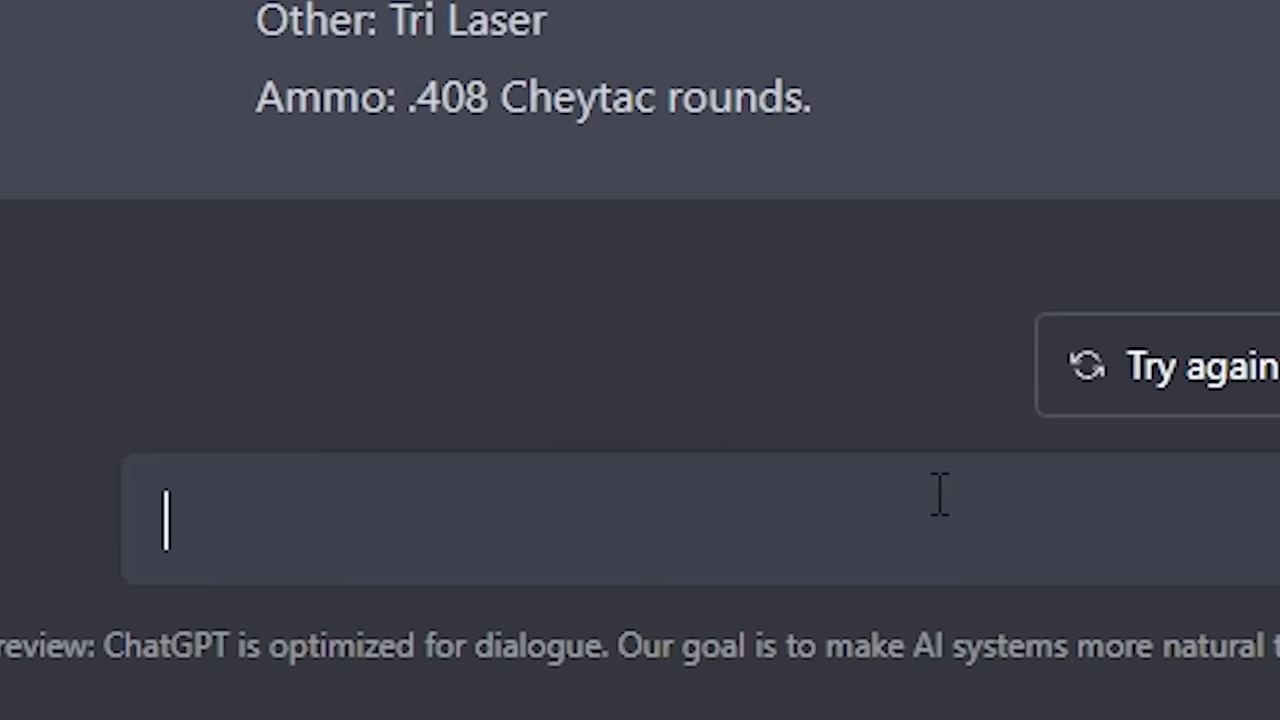 Other: Tri Laser
Ammo: .408 Cheytac rounds.
Try again
review: ChatGPT is optimized for dialogue. Our goal is to make AI systems more natural